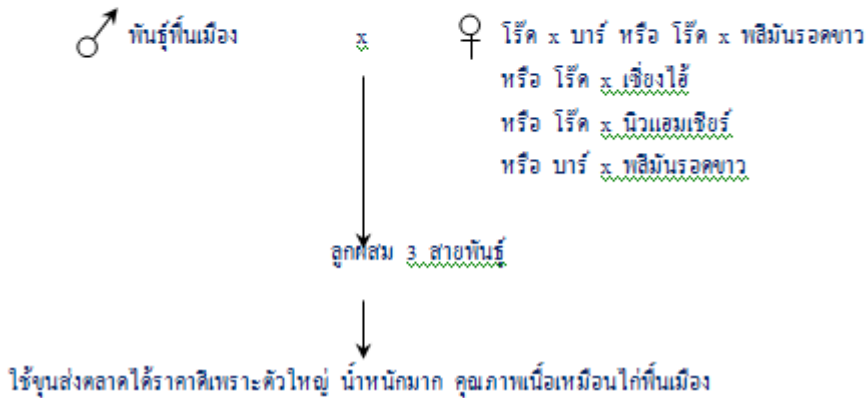 ♂ พันธุ์พื้นเมือง x ♀ โร๊ด x บาร์ หรือ โร๊ด x พลีมัทรอคขาว
หรือ โร๊ด x เซี่ยงไฮ้
หรือ โร๊ด x นิวแฮมเชียร์
หรือ บาร์ x พลีมัทรอคขาว
ลูกผสม 3 สายพันธุ์
ใช้ขุนส่งตลาดได้ราคาดีเพราะตัวใหญ่ น้ำหนักมาก คุณภาพเนื้อเหมือนไก่พื้นเมือง